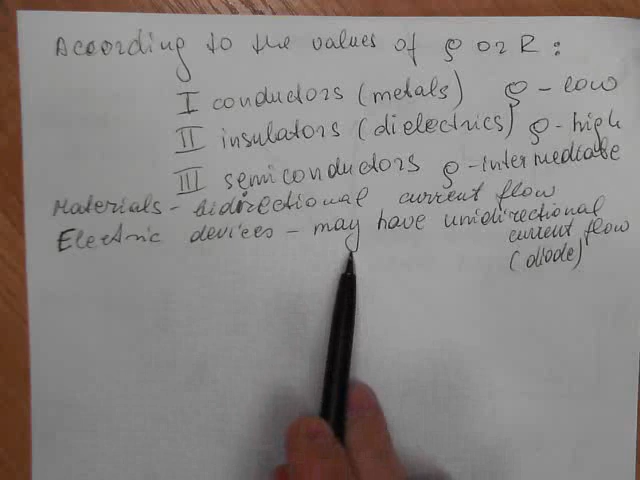 According to the values of ρ or R :
I conductors (metals) ρ - low
II insulators (dielectrics) ρ - high
III semiconductors ρ - intermediate
Materials - bidirectional current flow
Electric devices - may have unidirectional
current flow
(diode)